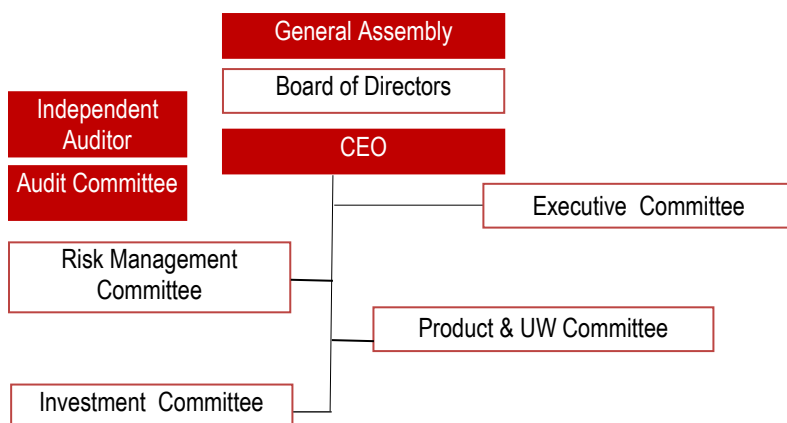 General Assembly
Board of Directors
Independent
Auditor
CEO
Audit Committee
Executive Committee
Risk Management
Committee
Product & UW Committee
Investment Committee